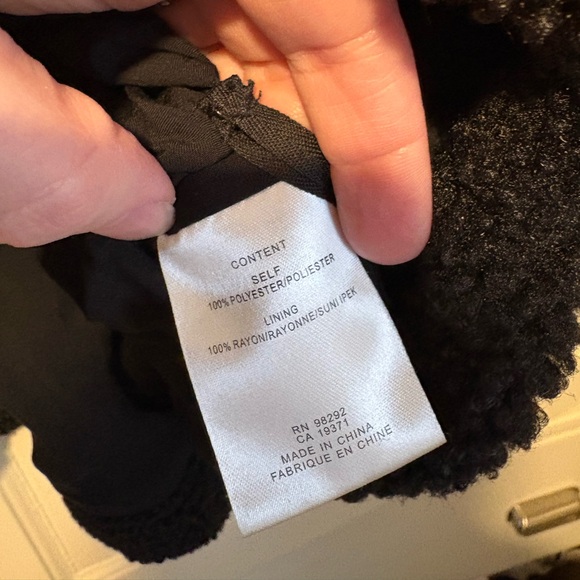 CONTENT
SELF
100% POLYESTER/POLIESTER
LINING
100% RAYON/RAYONNE/SUNI IPEK
RN 98292
CA 19371
MADE IN CHINA
FABRIQUE EN CHINE